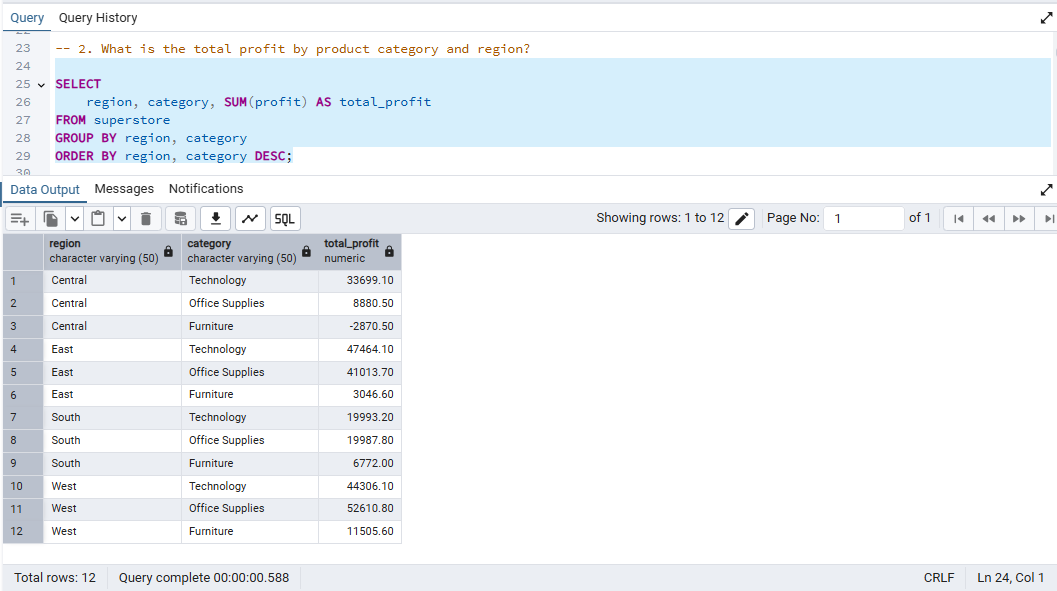 Query Query History
23 -- 2. What is the total profit by product category and region?
24
25 SELECT
26 region, category, SUM(profit) AS total_profit
27 FROM superstore
28 GROUP BY region, category
29 ORDER BY region, category DESC;
30
Data Output Messages Notifications
SQL Showing rows: 1 to 12 Page No: 1 of 1
region category total_profit
character varying (50) character varying (50) numeric
1 Central Technology 33699.10
2 Central Office Supplies 8880.50
3 Central Furniture -2870.50
4 East Technology 47464.10
5 East Office Supplies 41013.70
6 East Furniture 3046.60
7 South Technology 19993.20
8 South Office Supplies 19987.80
9 South Furniture 6772.00
10 West Technology 44306.10
11 West Office Supplies 52610.80
12 West Furniture 11505.60
Total rows: 12 Query complete 00:00:00.588 CRLF Ln 24, Col 1